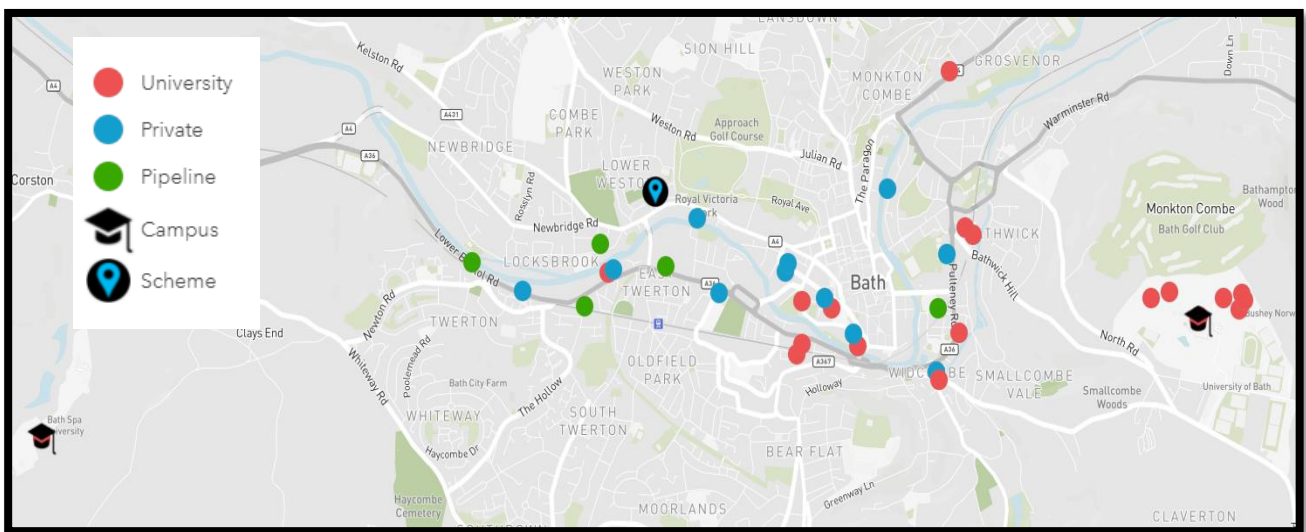 University
Private
Pipeline
Campus
Scheme
LANSDOWN
SION HILL
GROSVENOR
Down Ln
Kelston Rd
WESTON
PARK
MONKTON
COMBE
A4
A431
COMBE
PARK
Approach
Golf Course
Weston Rd
Warminster Rd
A4
NEWBRIDGE
Julian Rd
The Paragon
A36
Corston
LOWER
WESTON
Rosslyn Rd
Royal Victoria
Royal Ave
Bathampton
Wood
Monkton Combe
Bath Golf Club
Newbridge Rd
A4
Lower Bristol Rd
LOCKSBROOK
EAST
TWERTON
A36
Bath
Pulteney Rd
Bathwick Hill
Bushey Norw
Newton Rd
TWERTON
Clays End
North Rd
Whiteway Rd
Poolemead Rd
OLDFIELD
PARK
A367
A36
Holloway
WIDCOMBE
SMALLCOMBE
VALE
Smallcombe
Woods
University of Bath
Bath City Farm
The Hollow
WHITEWAY
SOUTH
TWERTON
Bath Spa
University
Haycombe Dr
BEAR FLAT
Greenway Ln
Haycombe
Cemetery
MOORLANDS
CLAVERTON
SOUTHDOWN